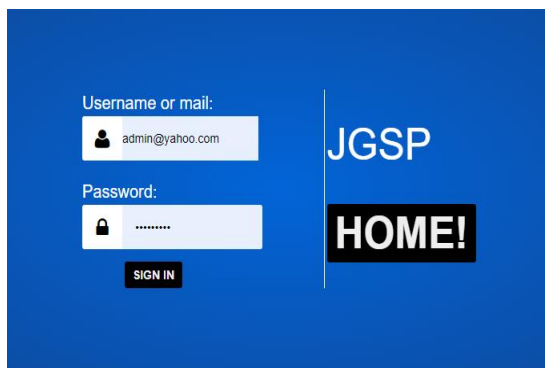 Username or mail:
admin@yahoo.com
Password:
•••••••••
SIGN IN
JGSP
HOME!